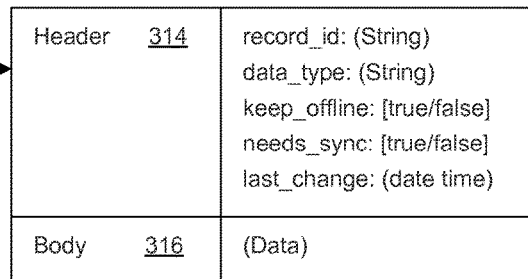 Header 314
record_id: (String)
data_type: (String)
keep_offline: [true/false]
needs_sync: [true/false]
last_change: (date time)
Body 316
(Data)